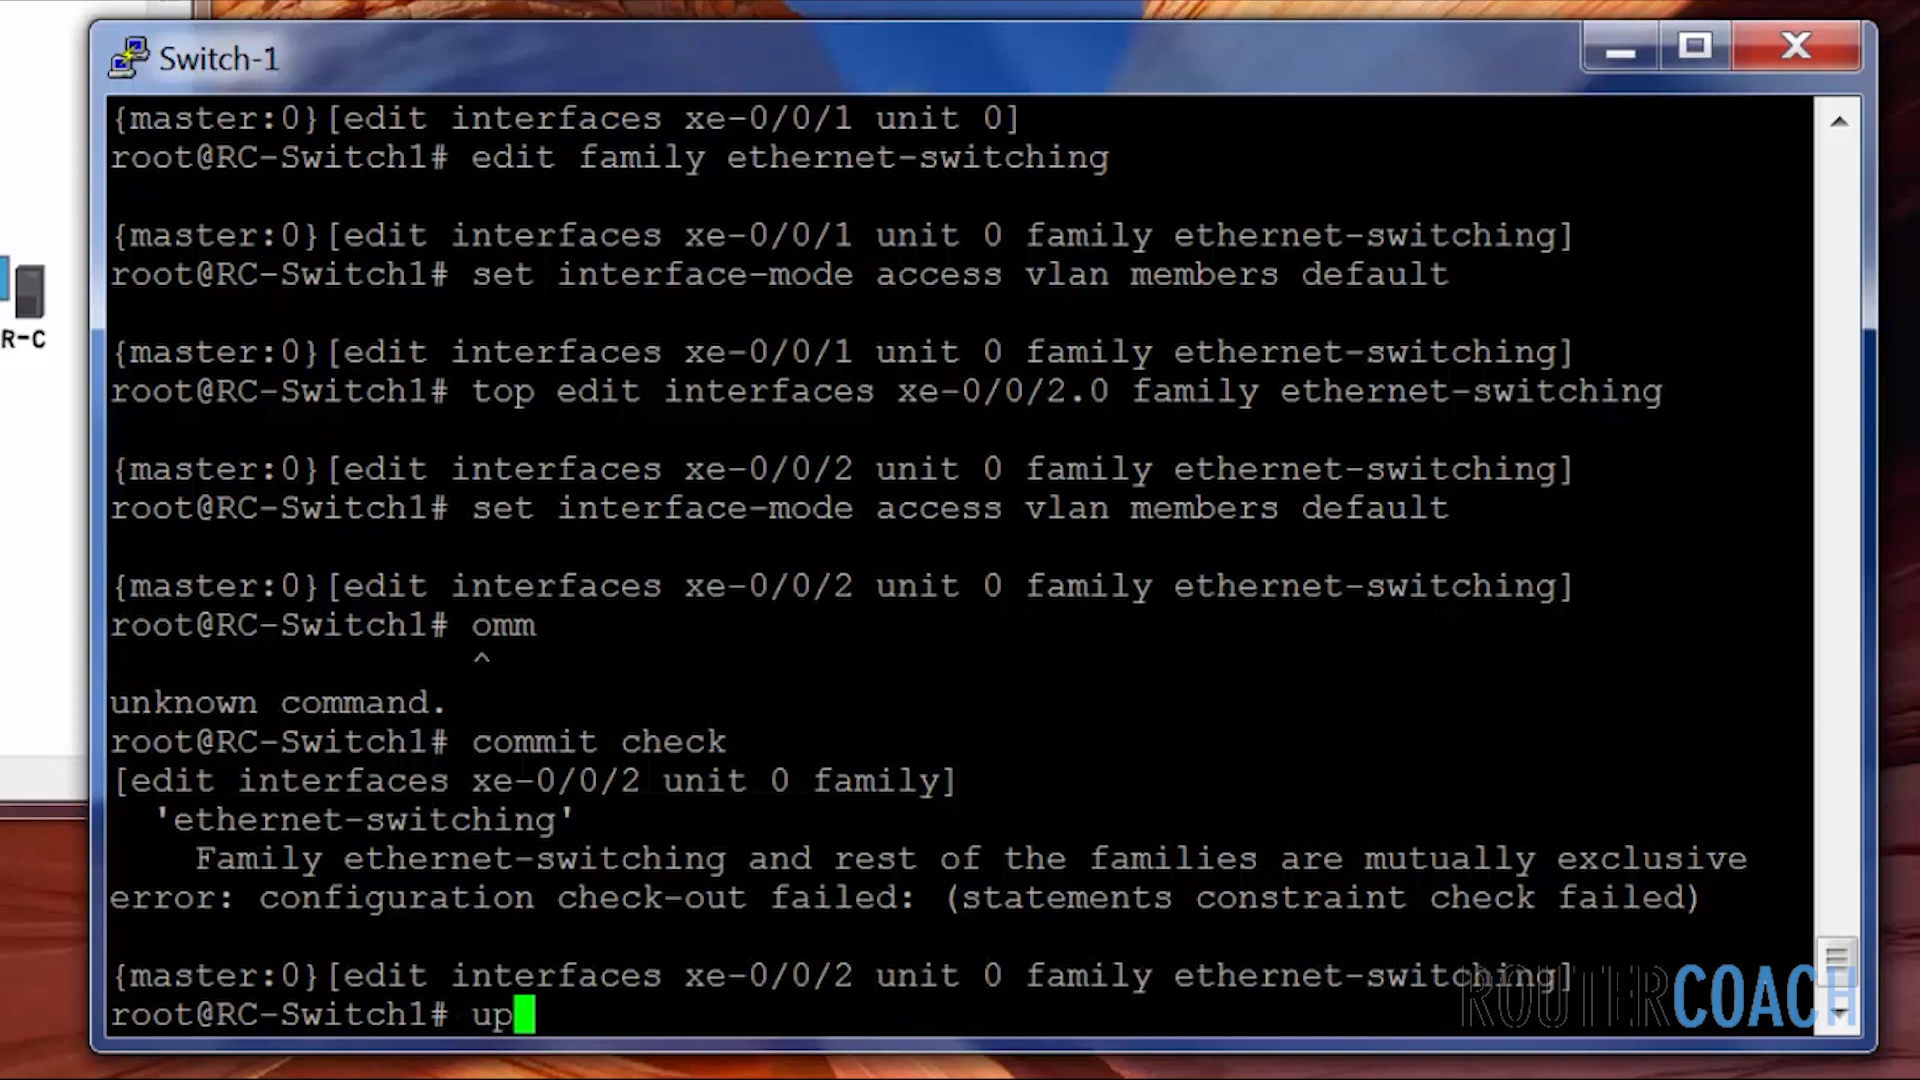 Switch-1
{master:0}[edit interfaces xe-0/0/1 unit 0]
root@RC-Switch1# edit family ethernet-switching
{master:0}[edit interfaces xe-0/0/1 unit 0 family ethernet-switching]
root@RC-Switch1# set interface-mode access vlan members default
{master:0}[edit interfaces xe-0/0/1 unit 0 family ethernet-switching]
root@RC-Switch1# top edit interfaces xe-0/0/2.0 family ethernet-switching
{master:0}[edit interfaces xe-0/0/2 unit 0 family ethernet-switching]
root@RC-Switch1# set interface-mode access vlan members default
{master:0}[edit interfaces xe-0/0/2 unit 0 family ethernet-switching]
root@RC-Switch1# omm
^
unknown command.
root@RC-Switch1# commit check
[edit interfaces xe-0/0/2 unit 0 family]
'ethernet-switching'
Family ethernet-switching and rest of the families are mutually exclusive
error: configuration check-out failed: (statements constraint check failed)
{master:0}[edit interfaces xe-0/0/2 unit 0 family ethernet-switching]
root@RC-Switch1# up
R-C
ROUTERCOACH